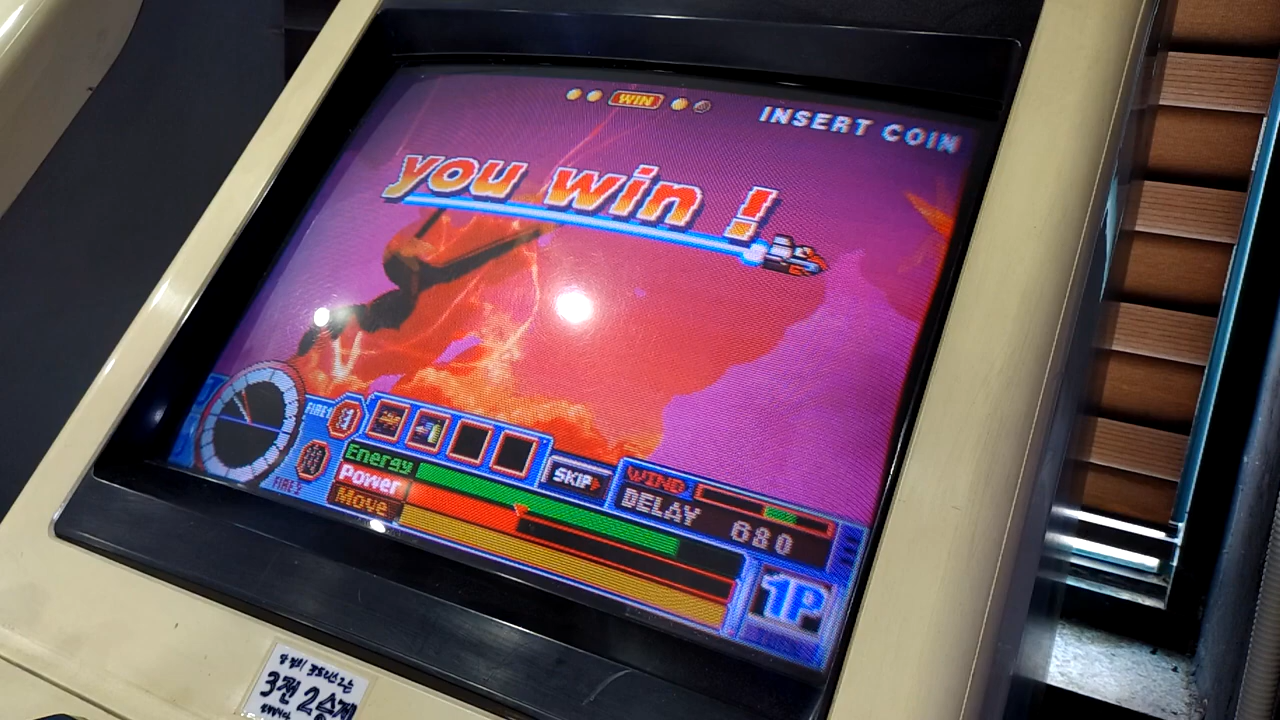 WIN
INSERT COIN
you win !
FIRE1
FIRE2
Energy
Power
Move
SKIP
WIND
DELAY 680
1P
3전 2승제